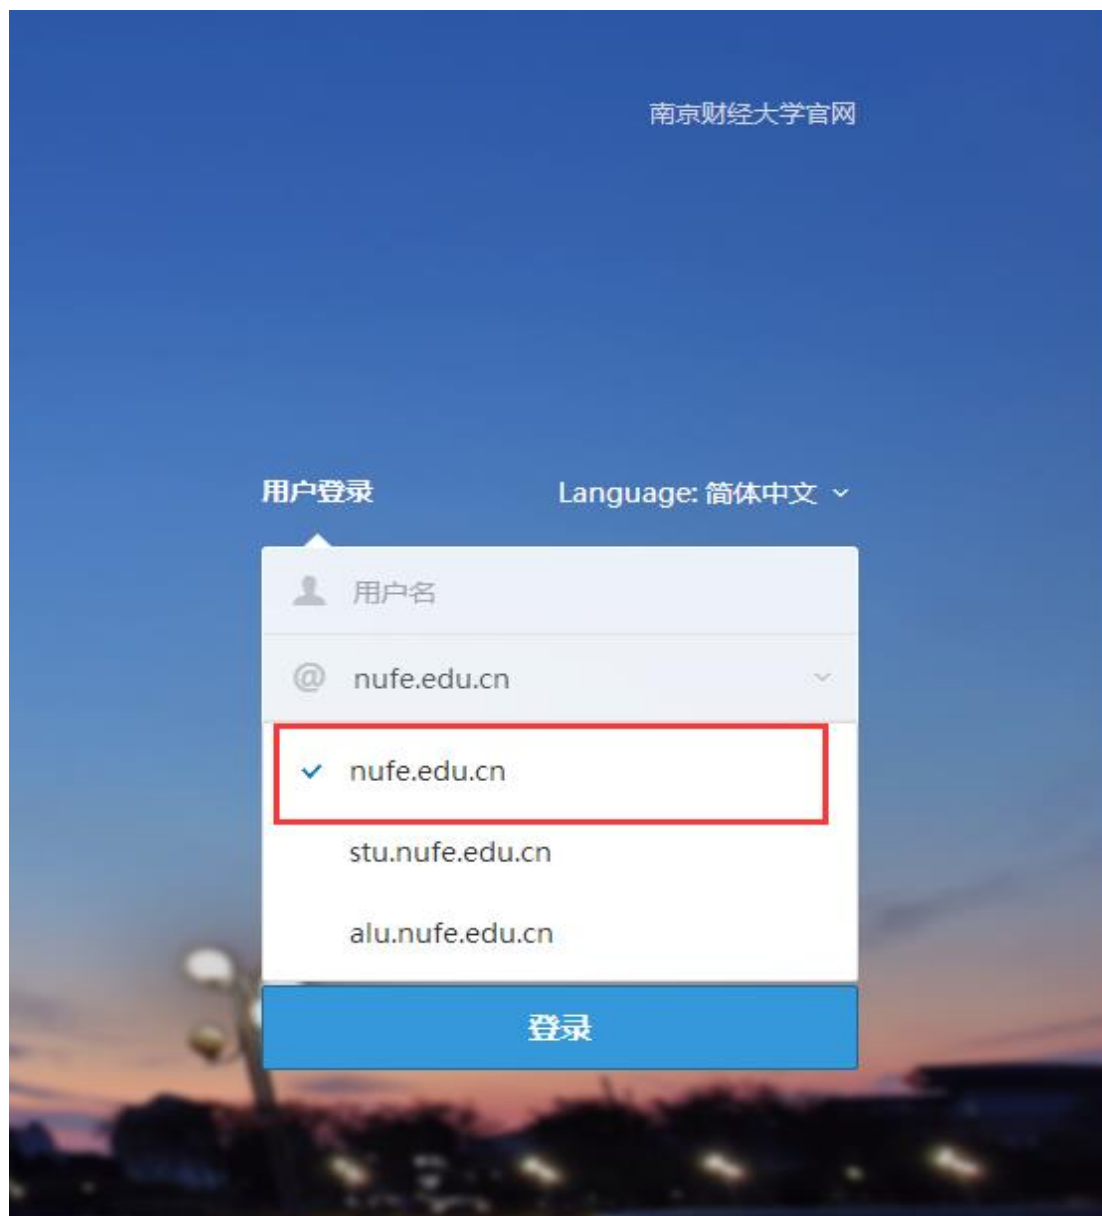 南京财经大学官网
用户登录 Language: 简体中文
用户名
@ nufe.edu.cn
nufe.edu.cn
stu.nufe.edu.cn
alu.nufe.edu.cn
登录